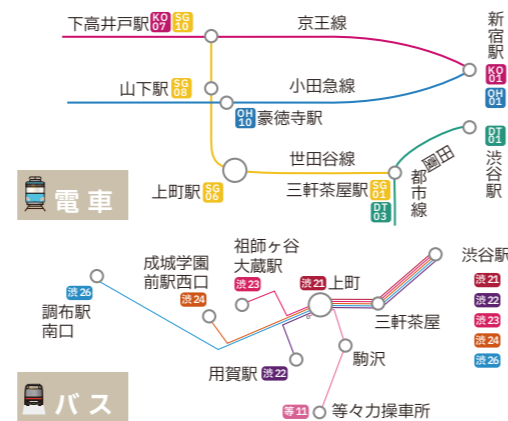 下高井戸駅 KO 07 SG 10
京王線
新宿駅
KO 01
OH 01
山下駅 SG 08
小田急線
OH 10 豪徳寺駅
DT 01
渋谷駅
世田谷線
田園都市線
上町駅 SG 06
三軒茶屋駅 SG 01
DT 03
電車
祖師ヶ谷
大蔵駅
渋23
成城学園
前駅西口
渋24
渋26
調布駅
南口
渋21 上町
渋谷駅
渋21
渋22
渋23
渋24
渋26
三軒茶屋
駒沢
用賀駅 渋22
等11 等々力操車所
バス